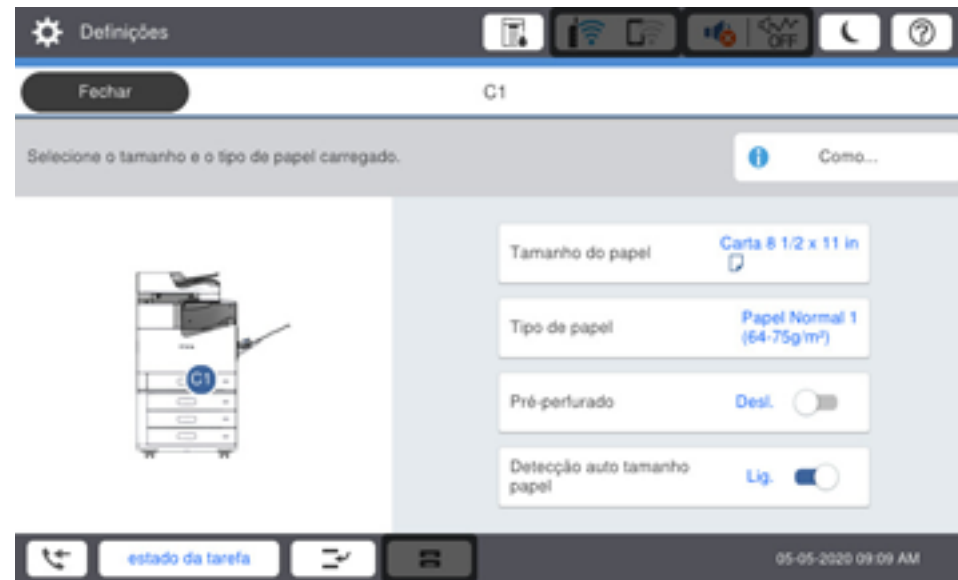 Definições
OFF
Fechar
C1
Selecione o tamanho e o tipo de papel carregado.
Como...
Tamanho do papel
Carta 8 1/2 x 11 in
Tipo de papel
Papel Normal 1
(64-75g/m²)
C1
Pré-perfurado
Desl.
Detecção auto tamanho
papel
Lig.
estado da tarefa
05-05-2020 09:09 AM